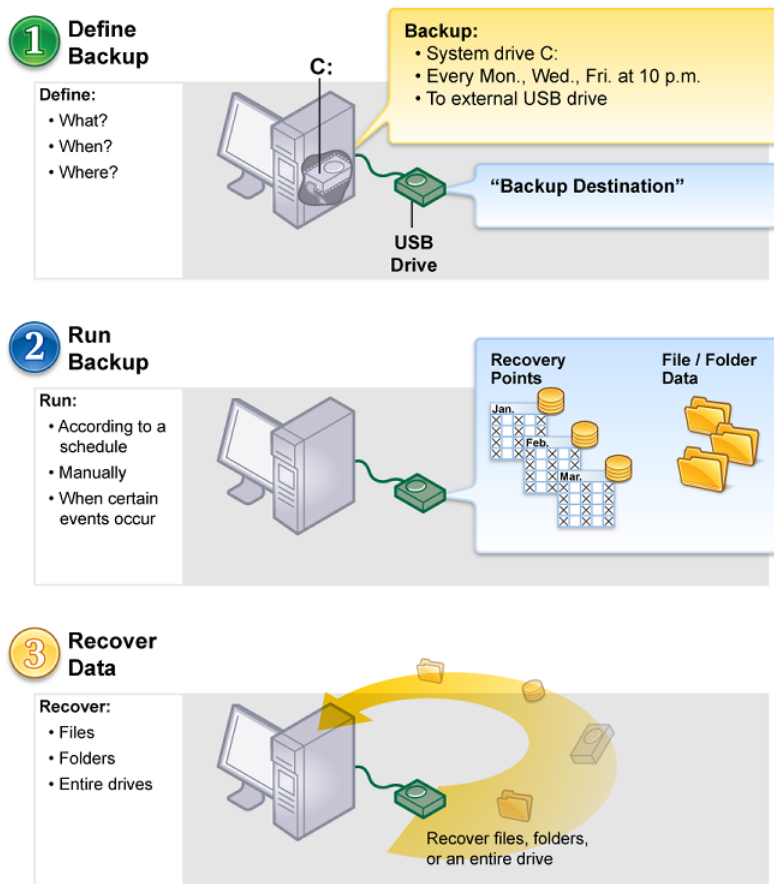 1
Define
Backup
C:
Backup:
• System drive C:
• Every Mon., Wed., Fri. at 10 p.m.
• To external USB drive
Define:
• What?
• When?
• Where?
“Backup Destination”
USB
Drive
2
Run
Backup
Run:
• According to a
schedule
• Manually
• When certain
events occur
Recovery
Points
Jan.
Feb.
Mar.
File / Folder
Data
3
Recover
Data
Recover:
• Files
• Folders
• Entire drives
Recover files, folders,
or an entire drive